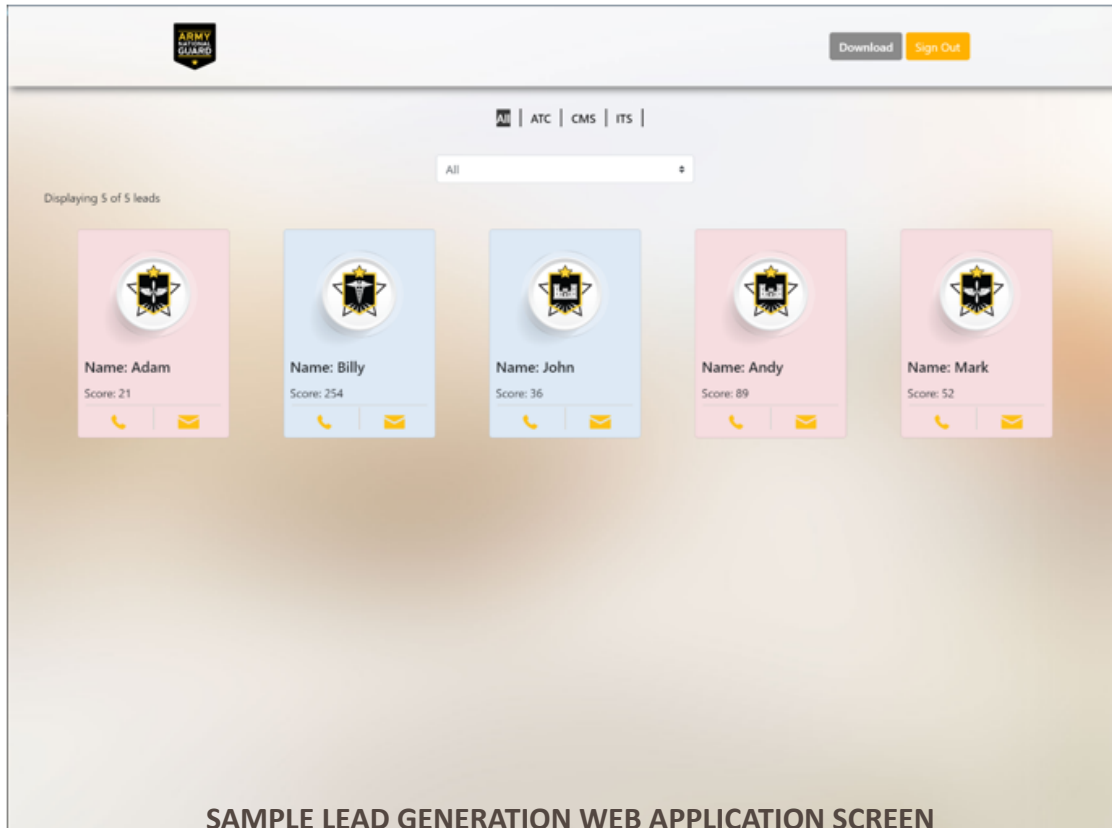 ARMY
NATIONAL
GUARD
Download
Sign Out
All | ATC | CMS | ITS |
All
Displaying 5 of 5 leads
Name: Adam
Score: 21
Name: Billy
Score: 254
Name: John
Score: 36
Name: Andy
Score: 89
Name: Mark
Score: 52
SAMPLE LEAD GENERATION WEB APPLICATION SCREEN